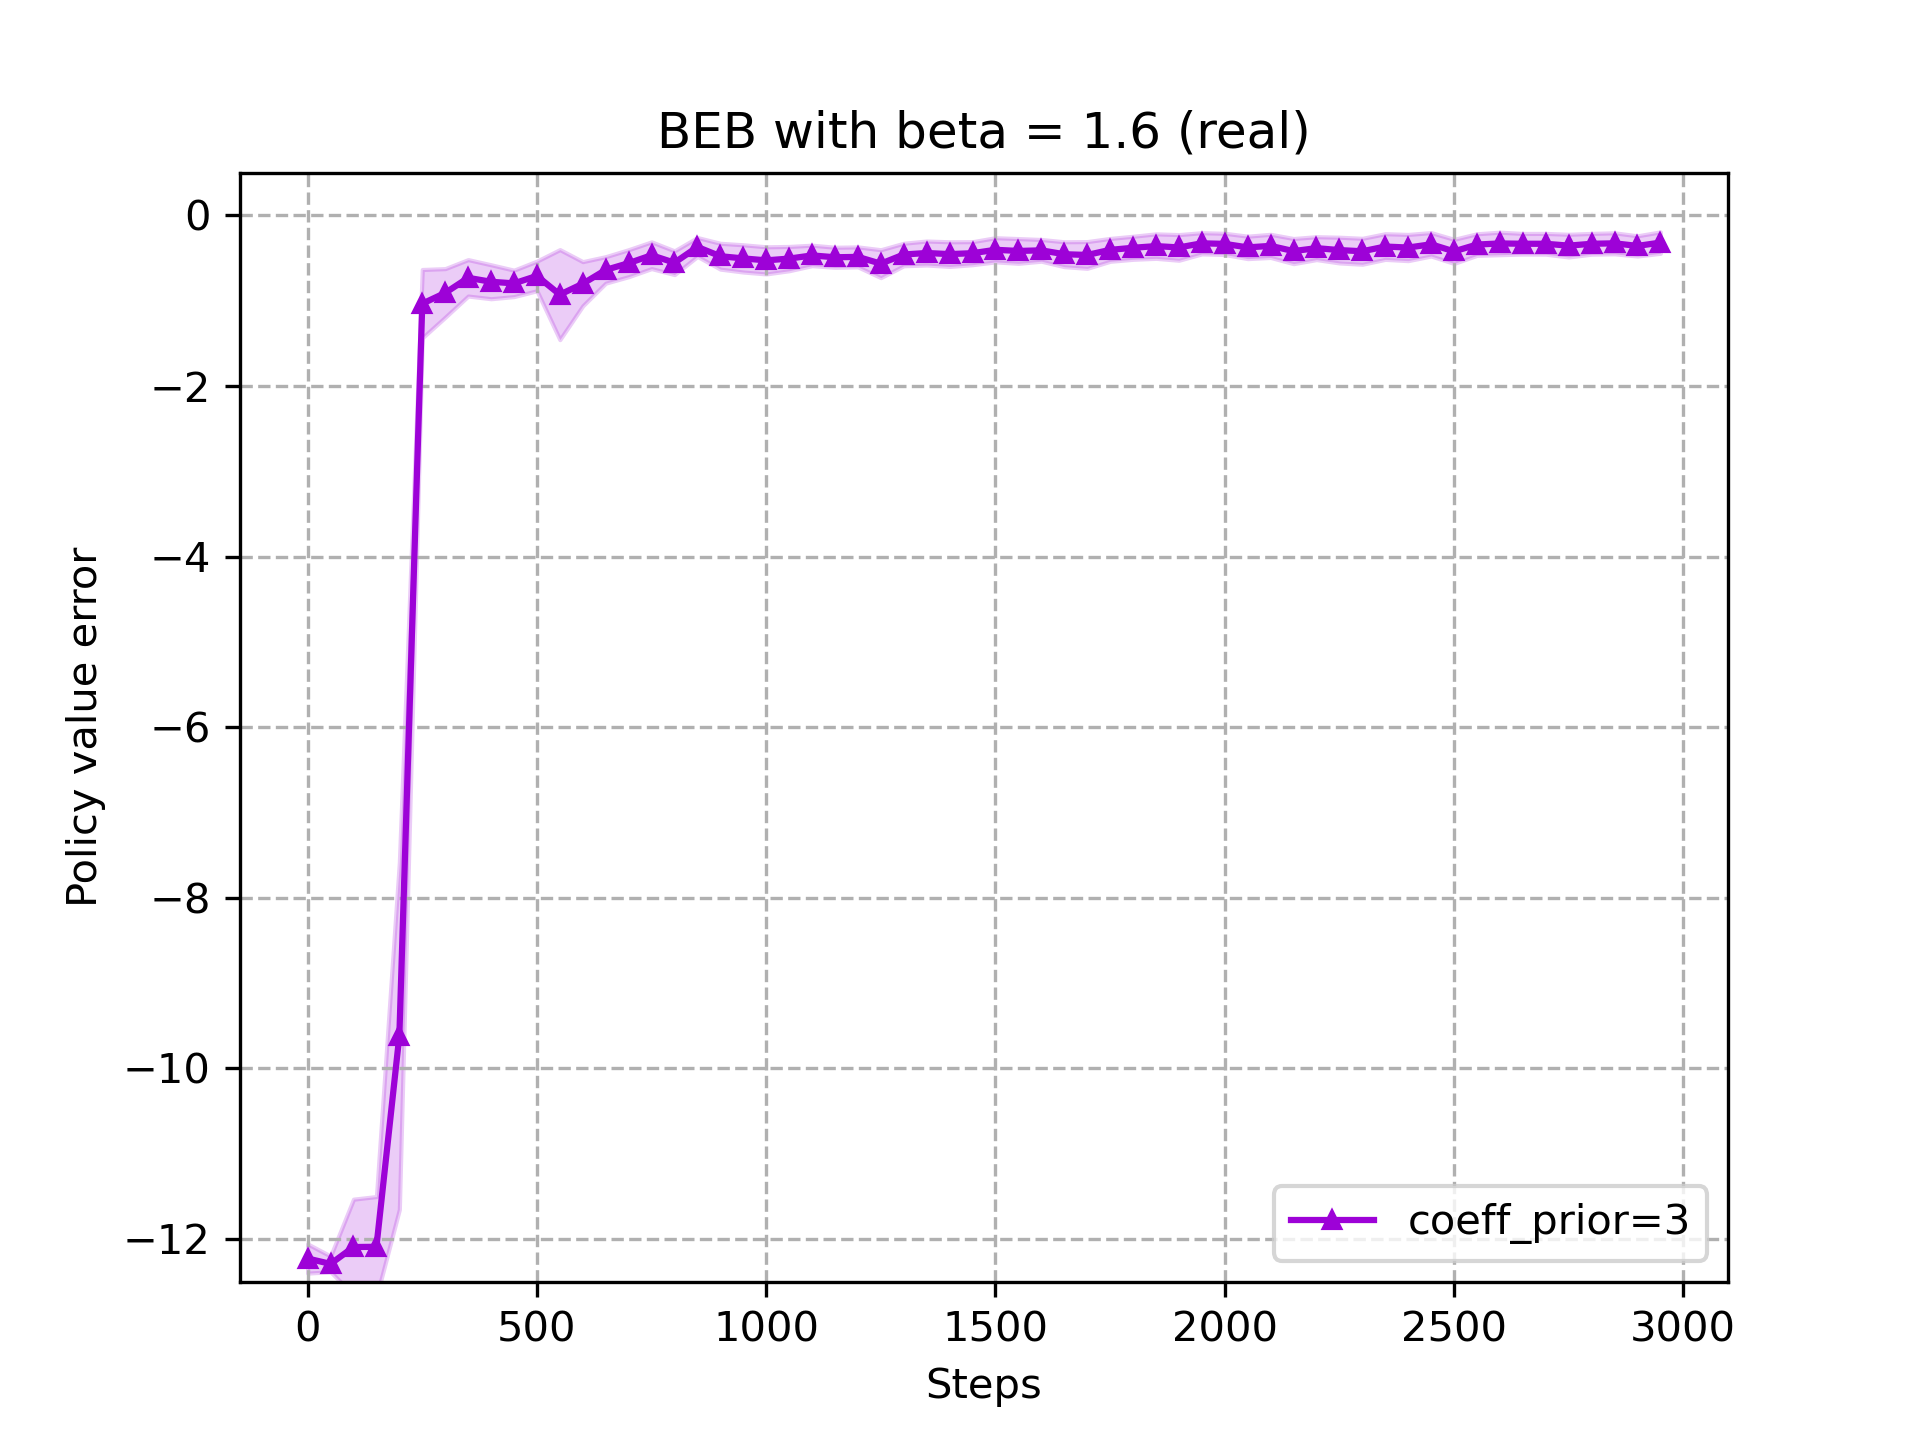 BEB with beta = 1.6 (real)
0
−2
−4
−6
−8
−10
−12
Policy value error
coeff_prior=3
0 500 1000 1500 2000 2500 3000
Steps